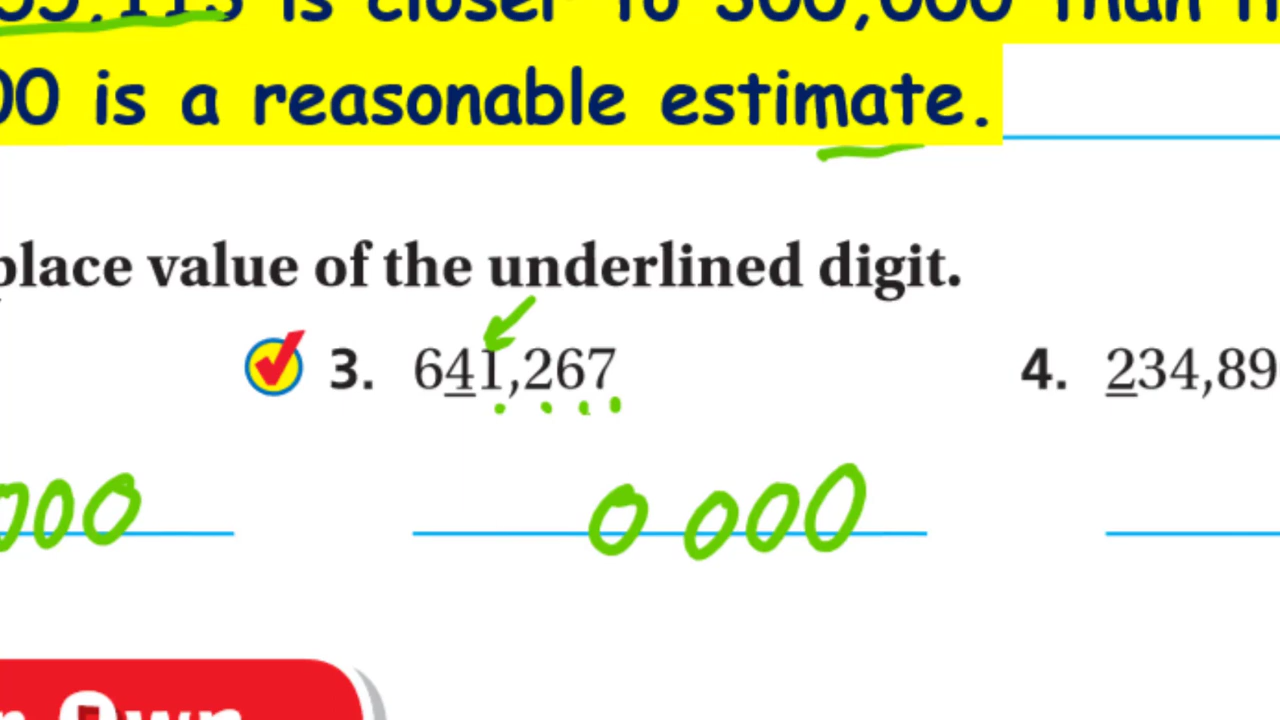 is closer to 300,000 than
00 is a reasonable estimate.
place value of the underlined digit.
3. 641,267
4. 234,89
000
0 000
Own